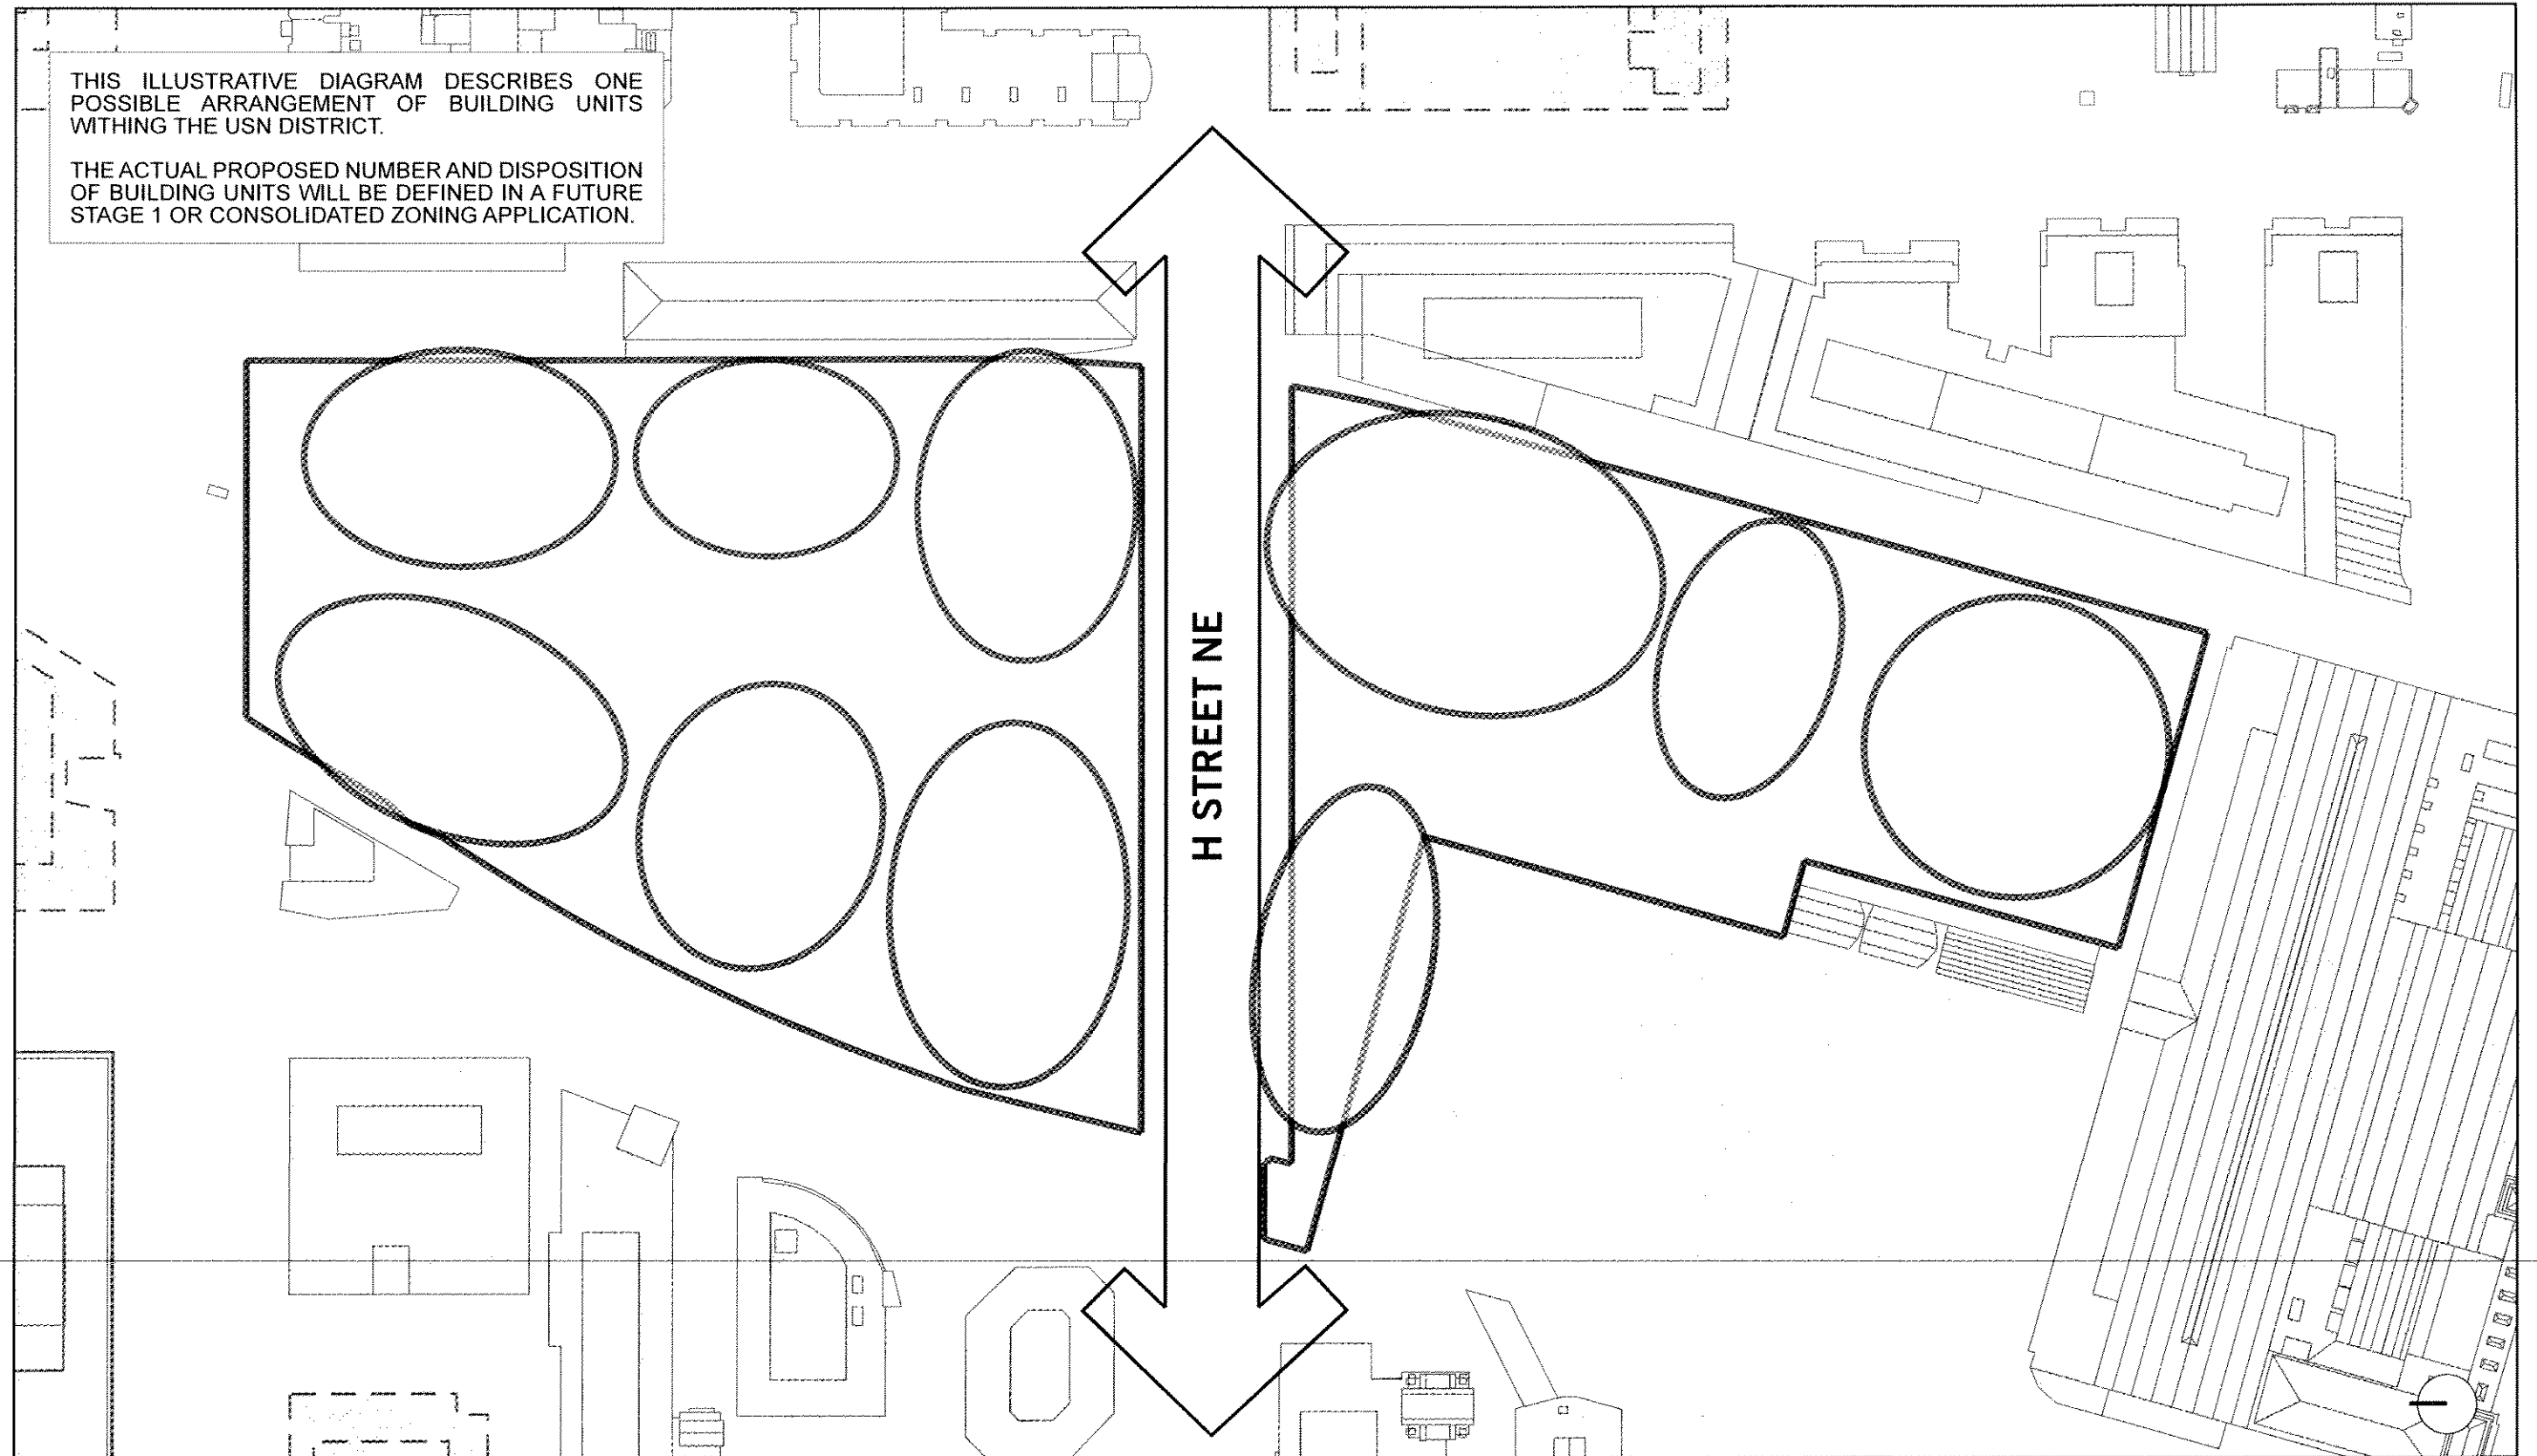 THIS ILLUSTRATIVE DIAGRAM DESCRIBES ONE
POSSIBLE ARRANGEMENT OF BUILDING UNITS
WITHING THE USN DISTRICT.
THE ACTUAL PROPOSED NUMBER AND DISPOSITION
OF BUILDING UNITS WILL BE DEFINED IN A FUTURE
STAGE 1 OR CONSOLIDATED ZONING APPLICATION.
H STREET NE